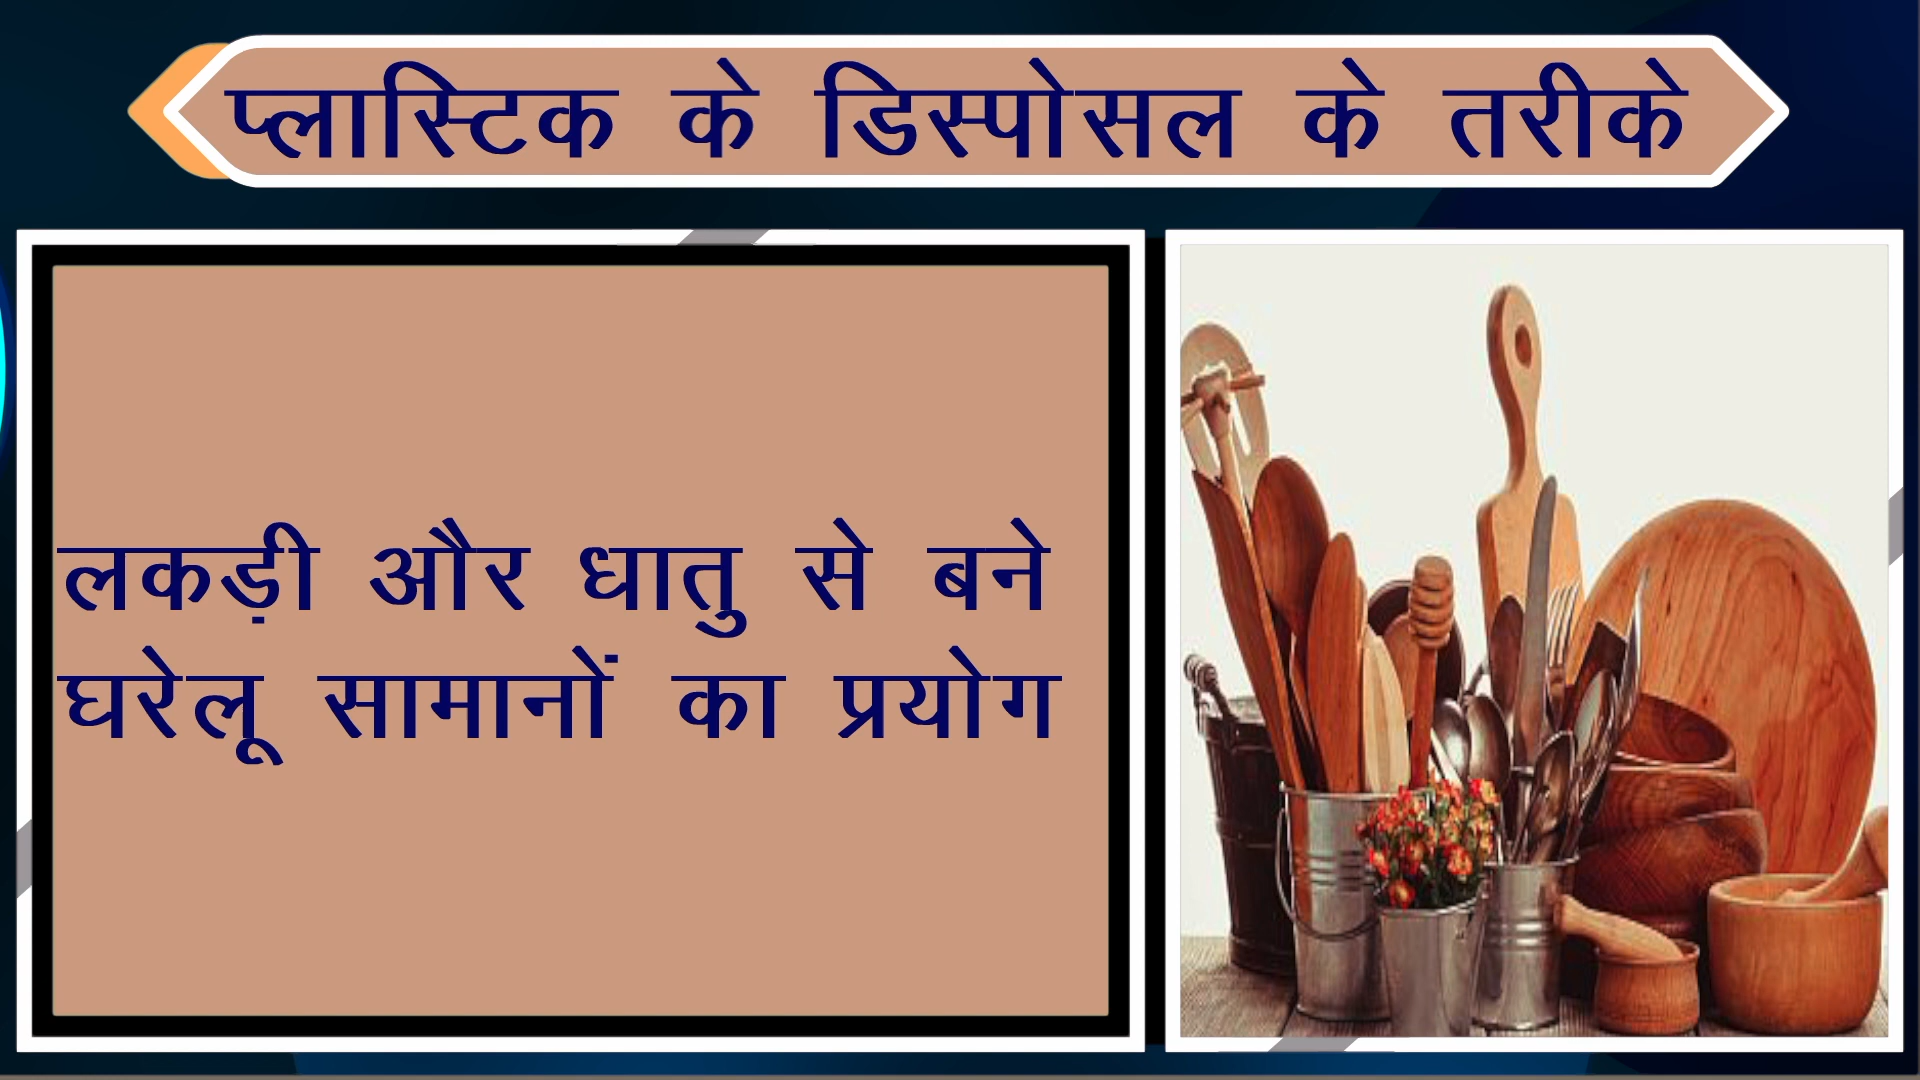 प्लास्टिक के डिस्पोसल के तरीके
लकड़ी और धातु से बने
घरेलू सामानों का प्रयोग